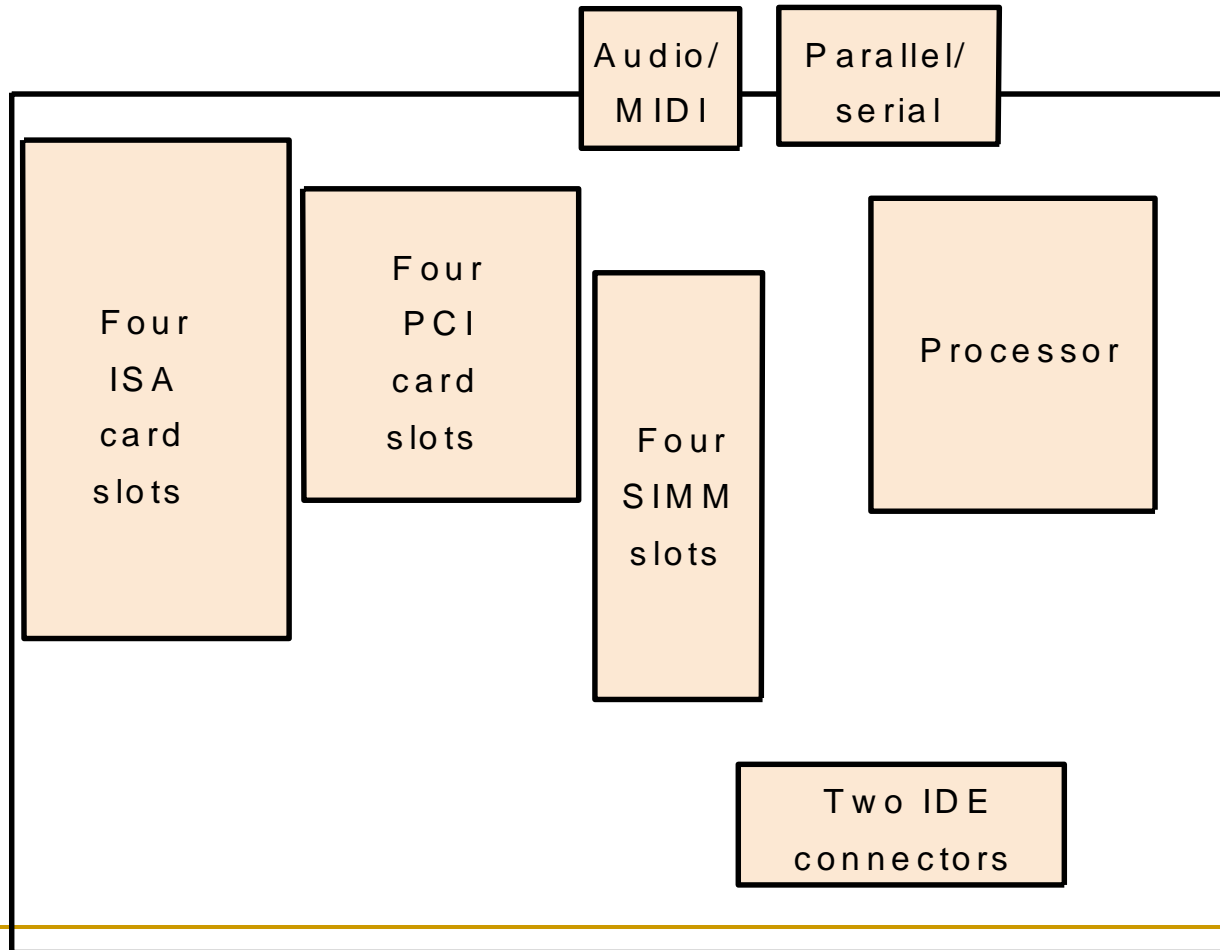 Audio/
MIDI
Parallel/
serial
Four
ISA
card
slots
Four
PCI
card
slots
Four
SIMM
slots
Processor
Two IDE
connectors